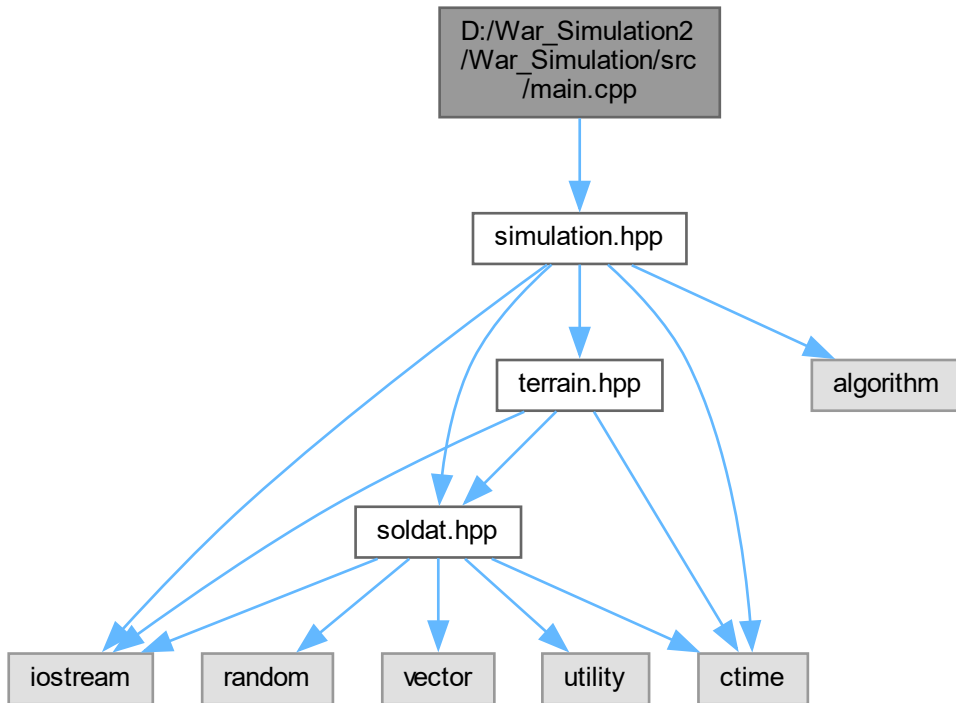 D:/War_Simulation2
/War_Simulation/src
/main.cpp
simulation.hpp
terrain.hpp
algorithm
soldat.hpp
iostream
random
vector
utility
ctime